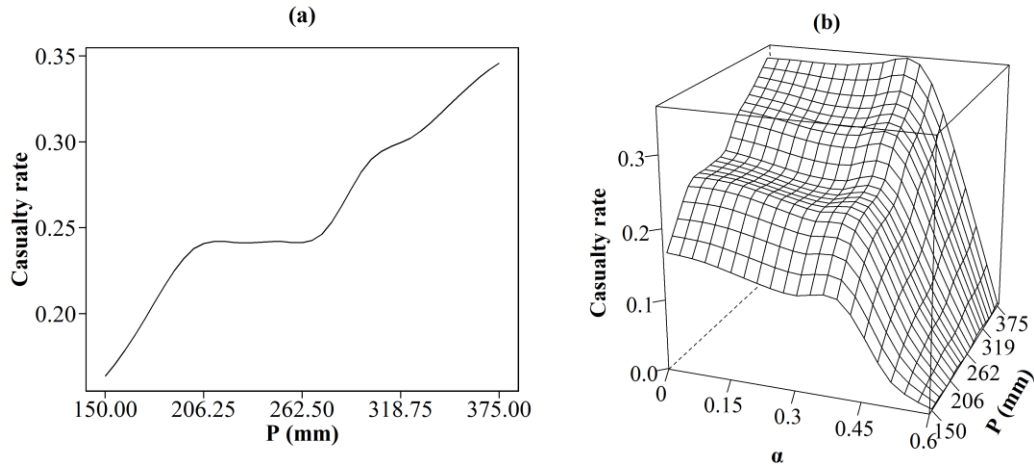 (a)
0.35
0.30
0.25
0.20
Casualty rate
150.00 206.25 262.50 318.75 375.00
P (mm)
(b)
0.3
0.2
0.1
0.0
Casualty rate
0 0.15 0.3 0.45 0.6
α
150 206 262 319 375
P (mm)